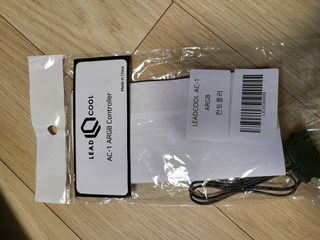 LEAD COOL
AC-1 ARGB Controller
Made in China
LEADCOOL AC-1
ARGB
컨트롤러